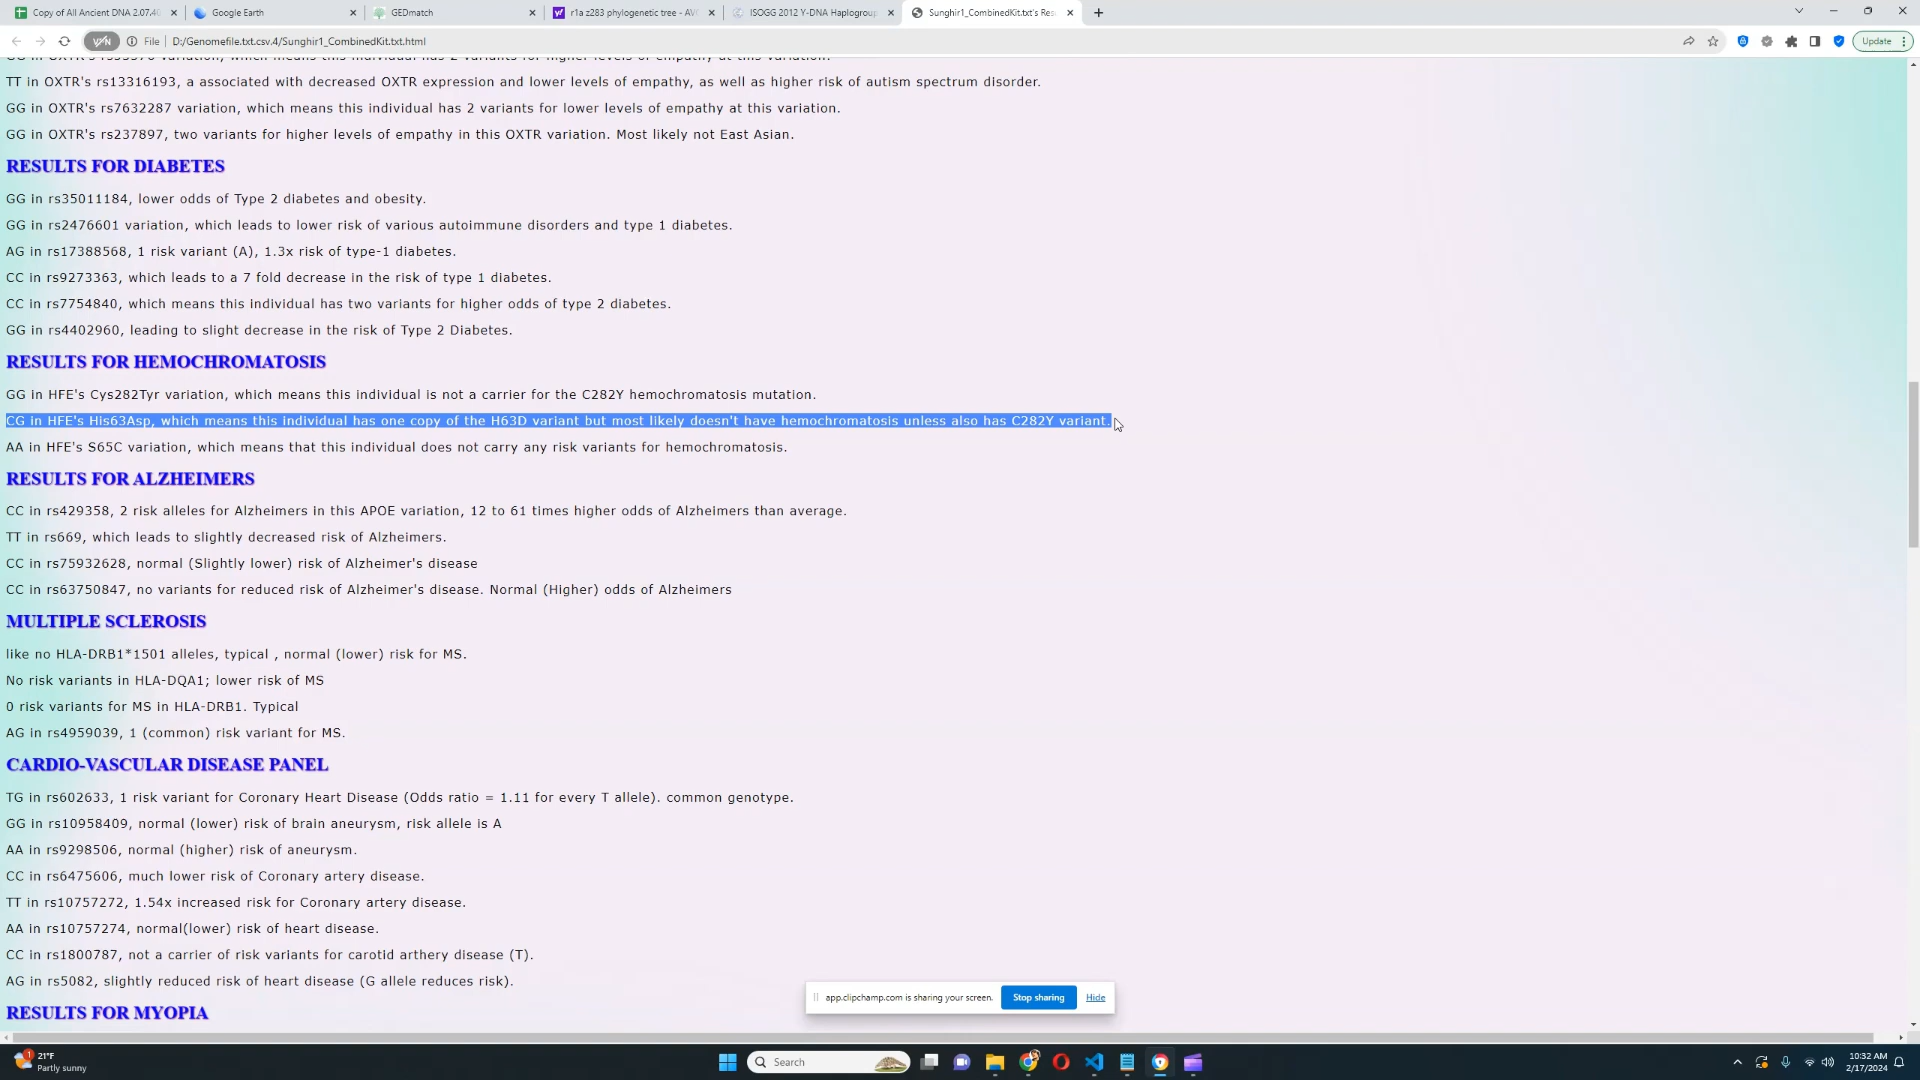 Copy of All Ancient DNA 2.07.40
Google Earth
GEDmatch
r1a z283 phylogenetic tree - AVG
ISOGG 2012 Y-DNA Haplogroup
Sunghir1_CombinedKit.txt's Res
VPN
File
D:/Genomefile.txt.csv.4/Sunghir1_CombinedKit.txt.html
Update
TT in OXTR's rs13316193, a associated with decreased OXTR expression and lower levels of empathy, as well as higher risk of autism spectrum disorder.
GG in OXTR's rs7632287 variation, which means this individual has 2 variants for lower levels of empathy at this variation.
GG in OXTR's rs237897, two variants for higher levels of empathy in this OXTR variation. Most likely not East Asian.
RESULTS FOR DIABETES
GG in rs35011184, lower odds of Type 2 diabetes and obesity.
GG in rs2476601 variation, which leads to lower risk of various autoimmune disorders and type 1 diabetes.
AG in rs17388568, 1 risk variant (A), 1.3x risk of type-1 diabetes.
CC in rs9273363, which leads to a 7 fold decrease in the risk of type 1 diabetes.
CC in rs7754840, which means this individual has two variants for higher odds of type 2 diabetes.
GG in rs4402960, leading to slight decrease in the risk of Type 2 Diabetes.
RESULTS FOR HEMOCHROMATOSIS
GG in HFE's Cys282Tyr variation, which means this individual is not a carrier for the C282Y hemochromatosis mutation.
CG in HFE's His63Asp, which means this individual has one copy of the H63D variant but most likely doesn't have hemochromatosis unless also has C282Y variant.
AA in HFE's S65C variation, which means that this individual does not carry any risk variants for hemochromatosis.
RESULTS FOR ALZHEIMERS
CC in rs429358, 2 risk alleles for Alzheimers in this APOE variation, 12 to 61 times higher odds of Alzheimers than average.
TT in rs669, which leads to slightly decreased risk of Alzheimers.
CC in rs75932628, normal (Slightly lower) risk of Alzheimer's disease
CC in rs63750847, no variants for reduced risk of Alzheimer's disease. Normal (Higher) odds of Alzheimers
MULTIPLE SCLEROSIS
like no HLA-DRB1*1501 alleles, typical , normal (lower) risk for MS.
No risk variants in HLA-DQA1; lower risk of MS
0 risk variants for MS in HLA-DRB1. Typical
AG in rs4959039, 1 (common) risk variant for MS.
CARDIO-VASCULAR DISEASE PANEL
TG in rs602633, 1 risk variant for Coronary Heart Disease (Odds ratio = 1.11 for every T allele). common genotype.
GG in rs10958409, normal (lower) risk of brain aneurysm, risk allele is A
AA in rs9298506, normal (higher) risk of aneurysm.
CC in rs6475606, much lower risk of Coronary artery disease.
TT in rs10757272, 1.54x increased risk for Coronary artery disease.
AA in rs10757274, normal(lower) risk of heart disease.
CC in rs1800787, not a carrier of risk variants for carotid arthery disease (T).
AG in rs5082, slightly reduced risk of heart disease (G allele reduces risk).
app.clipchamp.com is sharing your screen.
Stop sharing
Hide
RESULTS FOR MYOPIA
1
21°F
Partly sunny
Search
10:32 AM
2/17/2024